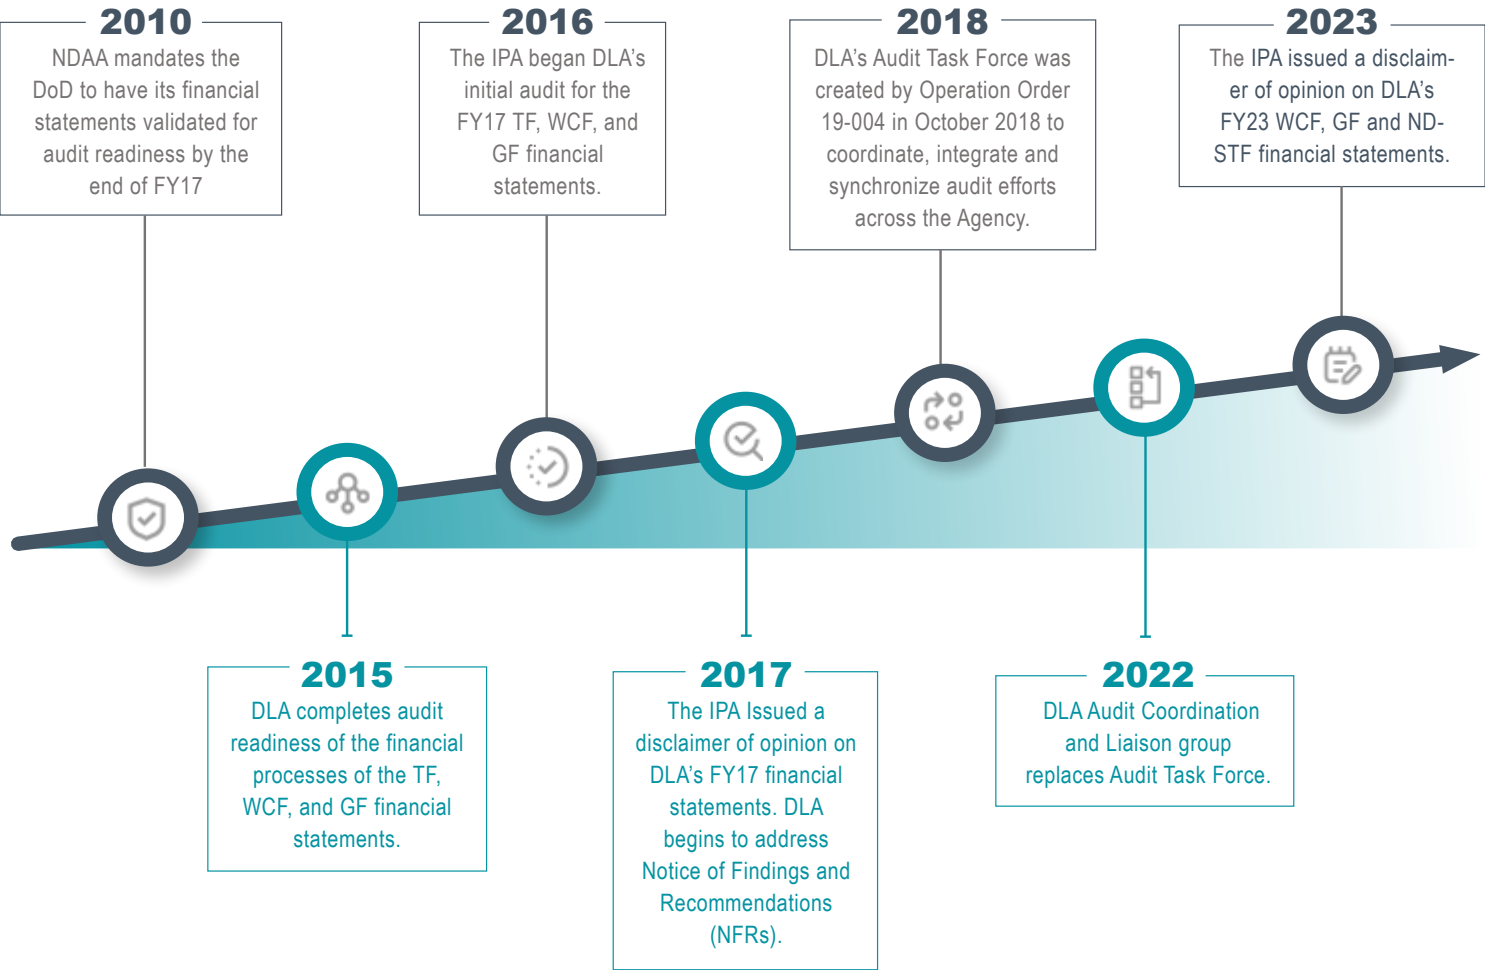 2010
NDAA mandates the
DoD to have its financial
statements validated for
audit readiness by the
end of FY17
2016
The IPA began DLA's
initial audit for the
FY17 TF, WCF, and
GF financial
statements.
2018
DLA's Audit Task Force was
created by Operation Order
19-004 in October 2018 to
coordinate, integrate and
synchronize audit efforts
across the Agency.
2023
The IPA issued a disclaim-
er of opinion on DLA's
FY23 WCF, GF and ND-
STF financial statements.
2015
DLA completes audit
readiness of the financial
processes of the TF,
WCF, and GF financial
statements.
2017
The IPA Issued a
disclaimer of opinion on
DLA's FY17 financial
statements. DLA
begins to address
Notice of Findings and
Recommendations
(NFRs).
2022
DLA Audit Coordination
and Liaison group
replaces Audit Task Force.